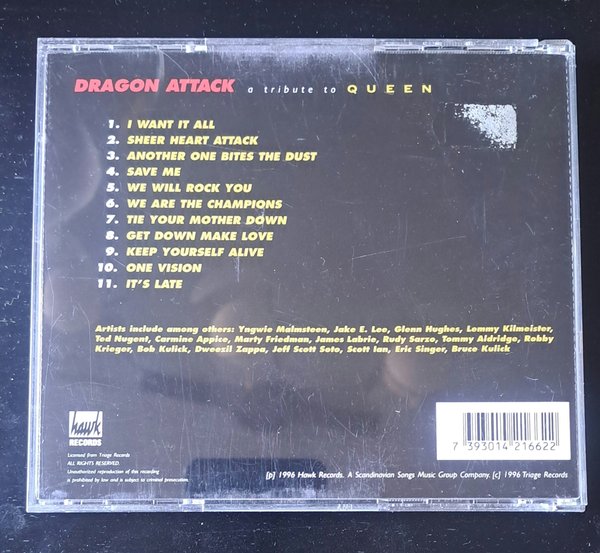 DRAGON ATTACK a tribute to QUEEN
1. I WANT IT ALL
2. SHEER HEART ATTACK
3. ANOTHER ONE BITES THE DUST
4. SAVE ME
5. WE WILL ROCK YOU
6. WE ARE THE CHAMPIONS
7. TIE YOUR MOTHER DOWN
8. GET DOWN MAKE LOVE
9. KEEP YOURSELF ALIVE
10. ONE VISION
11. IT'S LATE
Artists include among others: Yngwie Malmsteen, Jake E. Lee, Glenn Hughes, Lemmy Kilmeister,
Ted Nugent, Carmine Appice, Marty Friedman, James Labrio, Rudy Sarzo, Tommy Aldridge, Robby
Krieger, Bob Kulick, Dweezil Zappa, Jeff Scott Soto, Scott Ian, Eric Singer, Bruce Kulick
hawk
RECORDS
Licensed from Triage Records
ALL RIGHTS RESERVED.
Unauthorized reproduction of this recording
is prohibited by law and is subject to criminal prosecution.
7 393014 216622
[p] 1996 Hawk Records. A Scandinavian Songs Music Group Company. [c] 1996 Triage Records